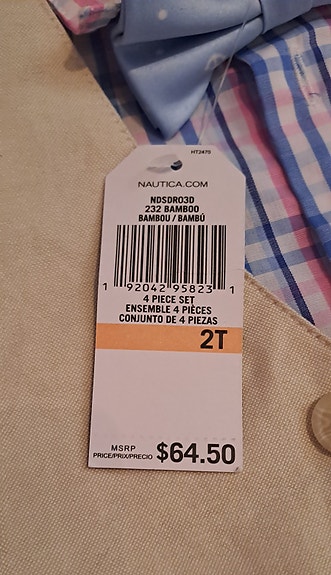 HT2470
NAUTICA.COM
NDSDR03D
232 BAMBOO
BAMBOU / BAMBÚ
1 92042 95823 1
4 PIECE SET
ENSEMBLE 4 PIÈCES
CONJUNTO DE 4 PIEZAS
2T
MSRP
PRICE/PRIX/PRECIO $64.50